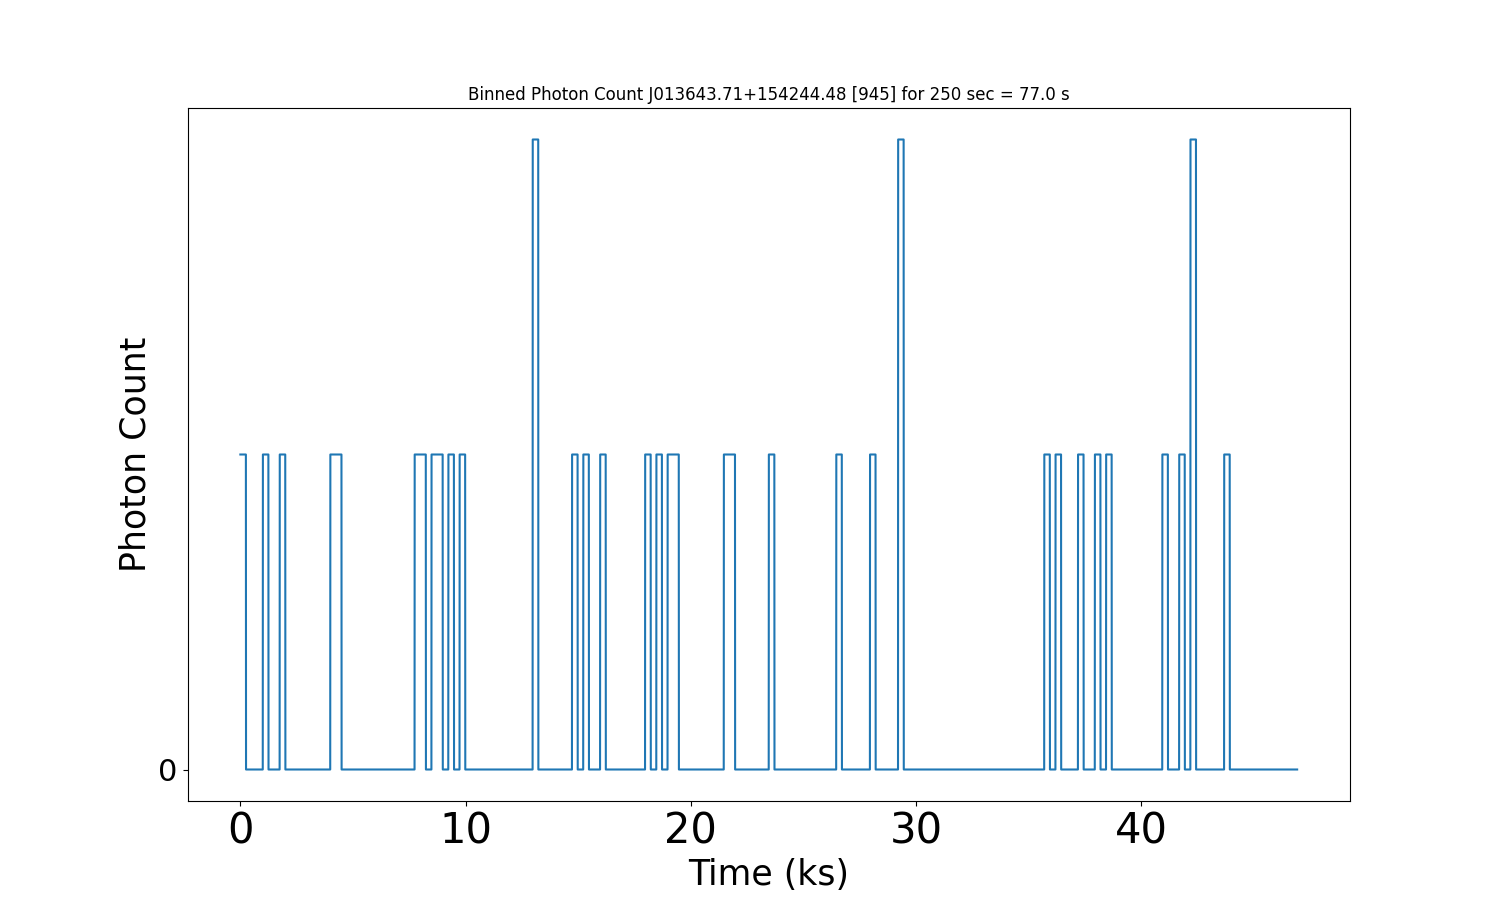 Binned Photon Count J013643.71+154244.48 [945] for 250 sec = 77.0 s
Photon Count
0
0 10 20 30 40
Time (ks)